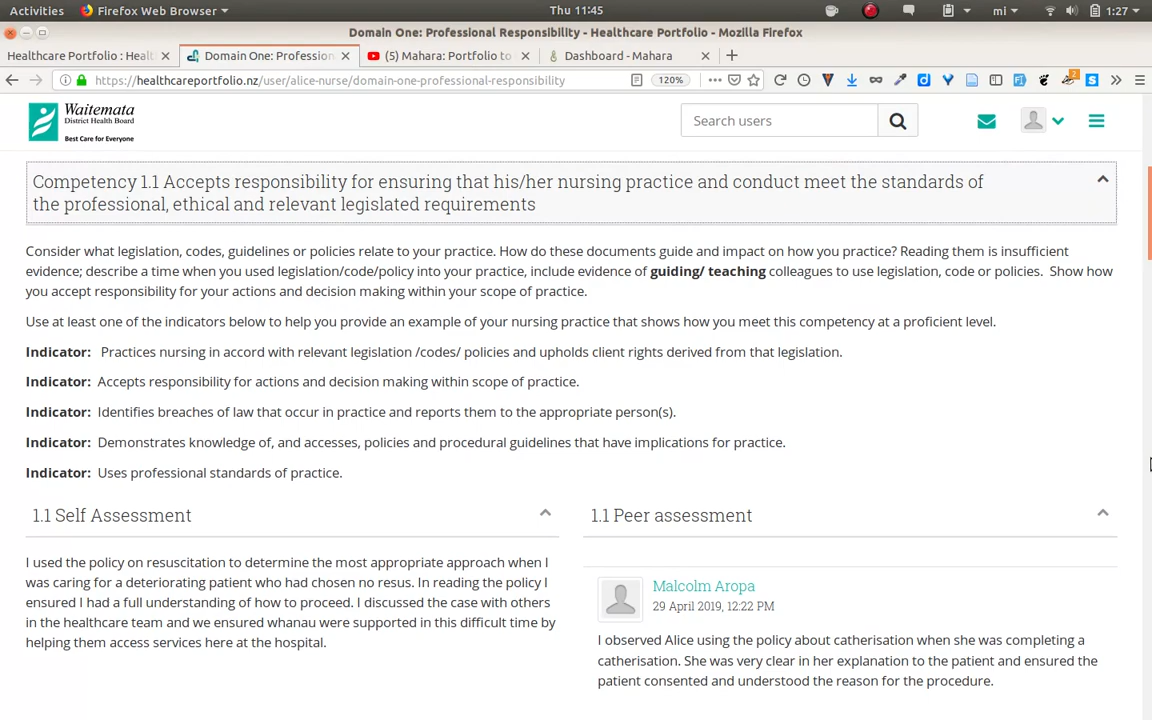 Activities Firefox Web Browser Thu 11:45 mi 1:27
Domain One: Professional Responsibility - Healthcare Portfolio - Mozilla Firefox
Healthcare Portfolio : Healt Domain One: Profession (5) Mahara: Portfolio to Dashboard - Mahara
https://healthcareportfolio.nz/user/alice-nurse/domain-one-professional-responsibility 120% 2
Waitemata
District Health Board
Best Care for Everyone
Search users
Competency 1.1 Accepts responsibility for ensuring that his/her nursing practice and conduct meet the standards of
the professional, ethical and relevant legislated requirements
Consider what legislation, codes, guidelines or policies relate to your practice. How do these documents guide and impact on how you practice? Reading them is insufficient
evidence; describe a time when you used legislation/code/policy into your practice, include evidence of guiding/ teaching colleagues to use legislation, code or policies.  Show how
you accept responsibility for your actions and decision making within your scope of practice.
Use at least one of the indicators below to help you provide an example of your nursing practice that shows how you meet this competency at a proficient level.
Indicator:  Practices nursing in accord with relevant legislation /codes/ policies and upholds client rights derived from that legislation.
Indicator:  Accepts responsibility for actions and decision making within scope of practice.
Indicator:  Identifies breaches of law that occur in practice and reports them to the appropriate person(s).
Indicator:  Demonstrates knowledge of, and accesses, policies and procedural guidelines that have implications for practice.
Indicator:  Uses professional standards of practice.
1.1 Self Assessment
I used the policy on resuscitation to determine the most appropriate approach when I
was caring for a deteriorating patient who had chosen no resus. In reading the policy I
ensured I had a full understanding of how to proceed. I discussed the case with others
in the healthcare team and we ensured whanau were supported in this difficult time by
helping them access services here at the hospital.
1.1 Peer assessment
Malcolm Aropa
29 April 2019, 12:22 PM
I observed Alice using the policy about catherisation when she was completing a
catherisation. She was very clear in her explanation to the patient and ensured the
patient consented and understood the reason for the procedure.